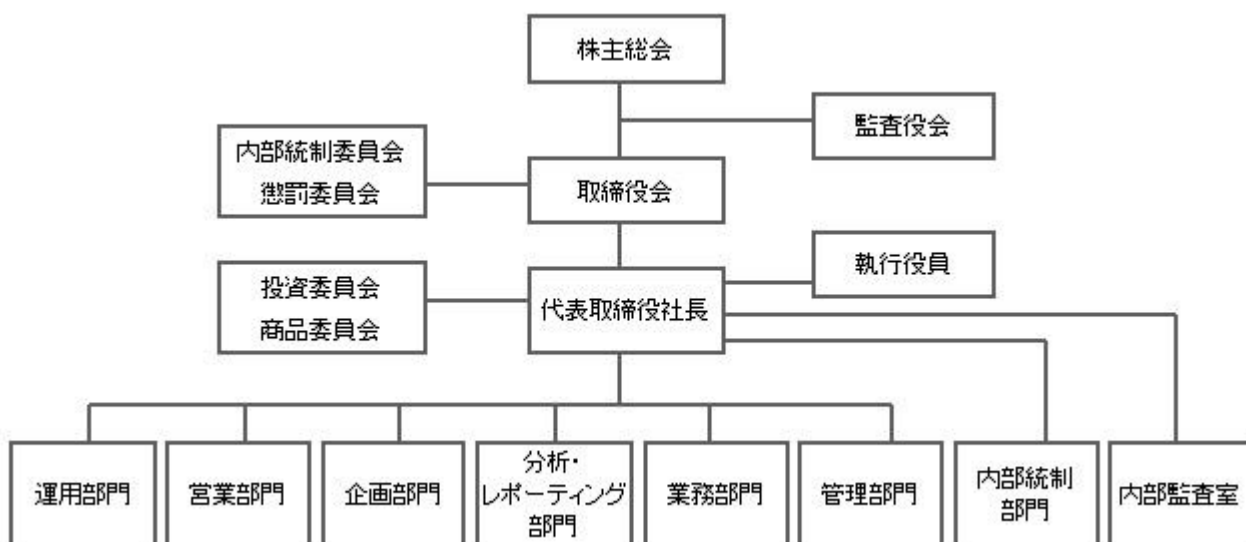 株主総会
監査役会
内部統制委員会
懲罰委員会
取締役会
執行役員
投資委員会
商品委員会
代表取締役社長
運用部門
営業部門
企画部門
分析・
レポーティング
部門
業務部門
管理部門
内部統制
部門
内部監査室